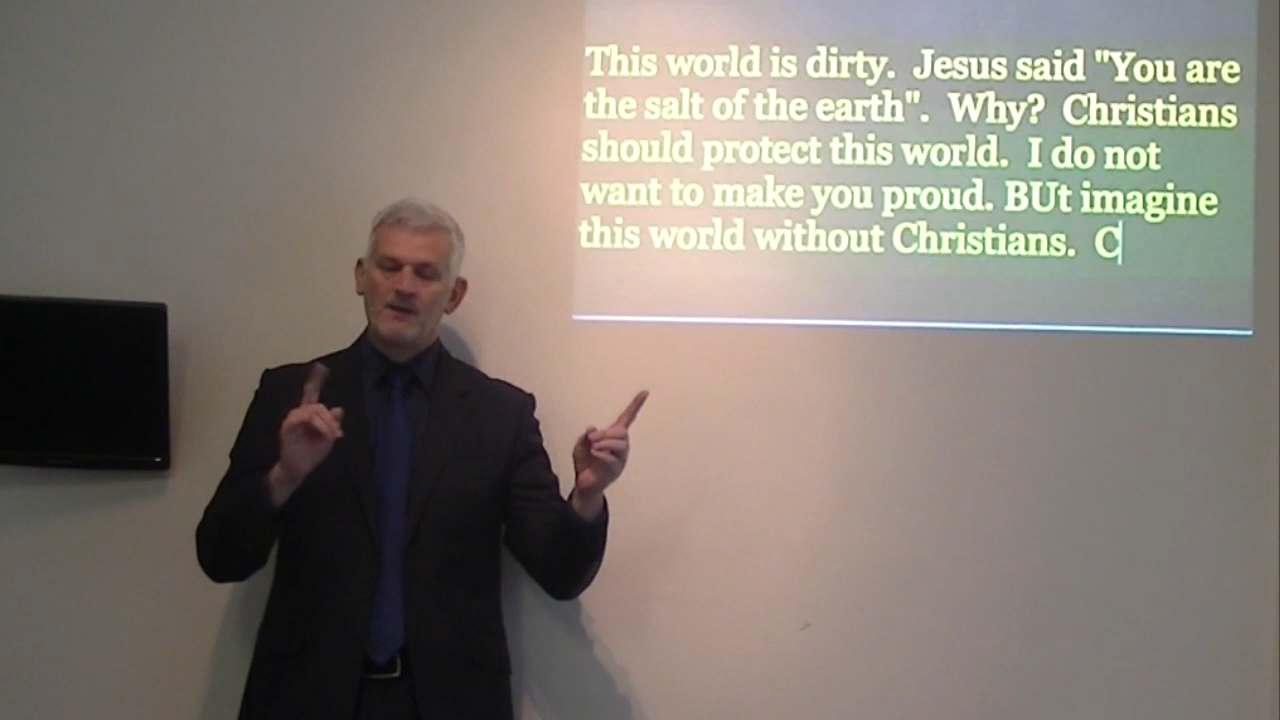 This world is dirty.  Jesus said "You are
the salt of the earth".  Why?  Christians
should protect this world.  I do not
want to make you proud. BUt imagine
this world without Christians.  C